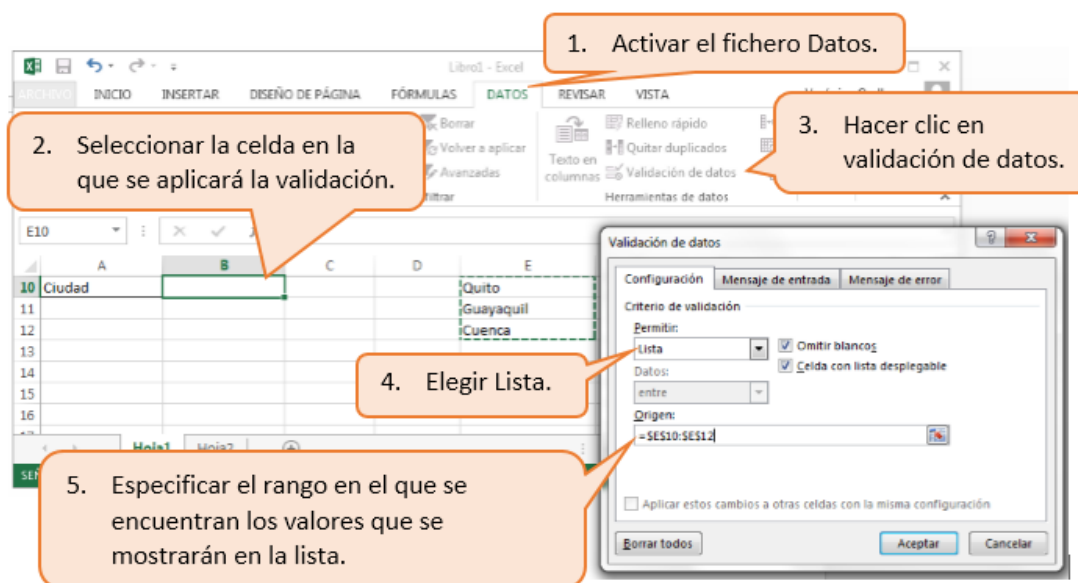 1. Activar el fichero Datos.
Libro1 - Excel
ARCHIVO INICIO INSERTAR DISEÑO DE PÁGINA FÓRMULAS DATOS REVISAR VISTA
2. Seleccionar la celda en la
que se aplicará la validación.
Borrar
Volver a aplicar
Avanzadas
Texto en
columnas
Relleno rápido
Quitar duplicados
Validación de datos
Herramientas de datos
3. Hacer clic en
validación de datos.
E10
A B C D E
10 Ciudad Quito
11 Guayaquil
12 Cuenca
13
14
15
16
Hoja1 Hoja2
Validación de datos
Configuración Mensaje de entrada Mensaje de error
Criterio de validación
Permitir:
Lista
Omitir blancos
Celda con lista desplegable
Datos:
entre
Origen:
=$E$10:$E$12
Aplicar estos cambios a otras celdas con la misma configuración
Borrar todos Aceptar Cancelar
4. Elegir Lista.
5. Especificar el rango en el que se
encuentran los valores que se
mostrarán en la lista.